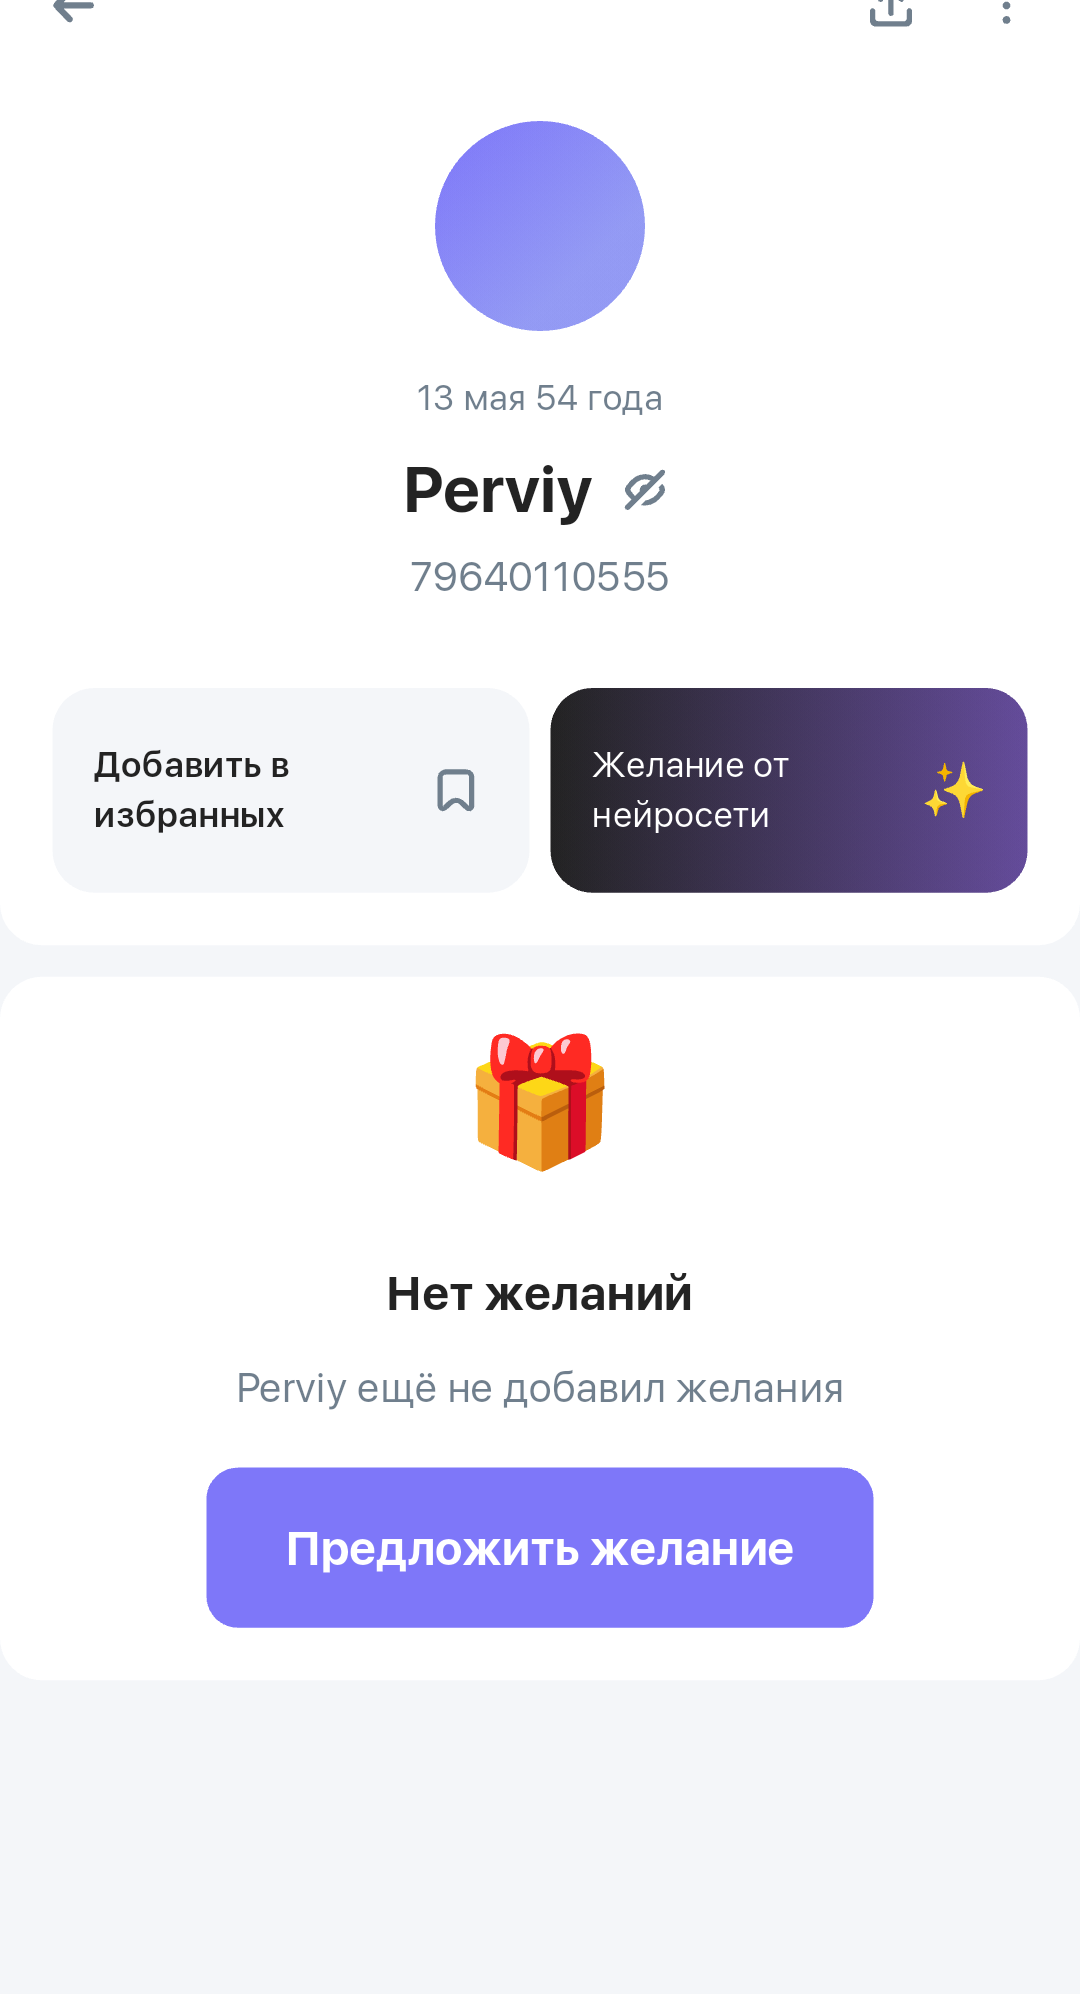 13 мая 54 года
Perviy
79640110555
Добавить в
избранных
Желание от
нейросети
Нет желаний
Perviy ещё не добавил желания
Предложить желание